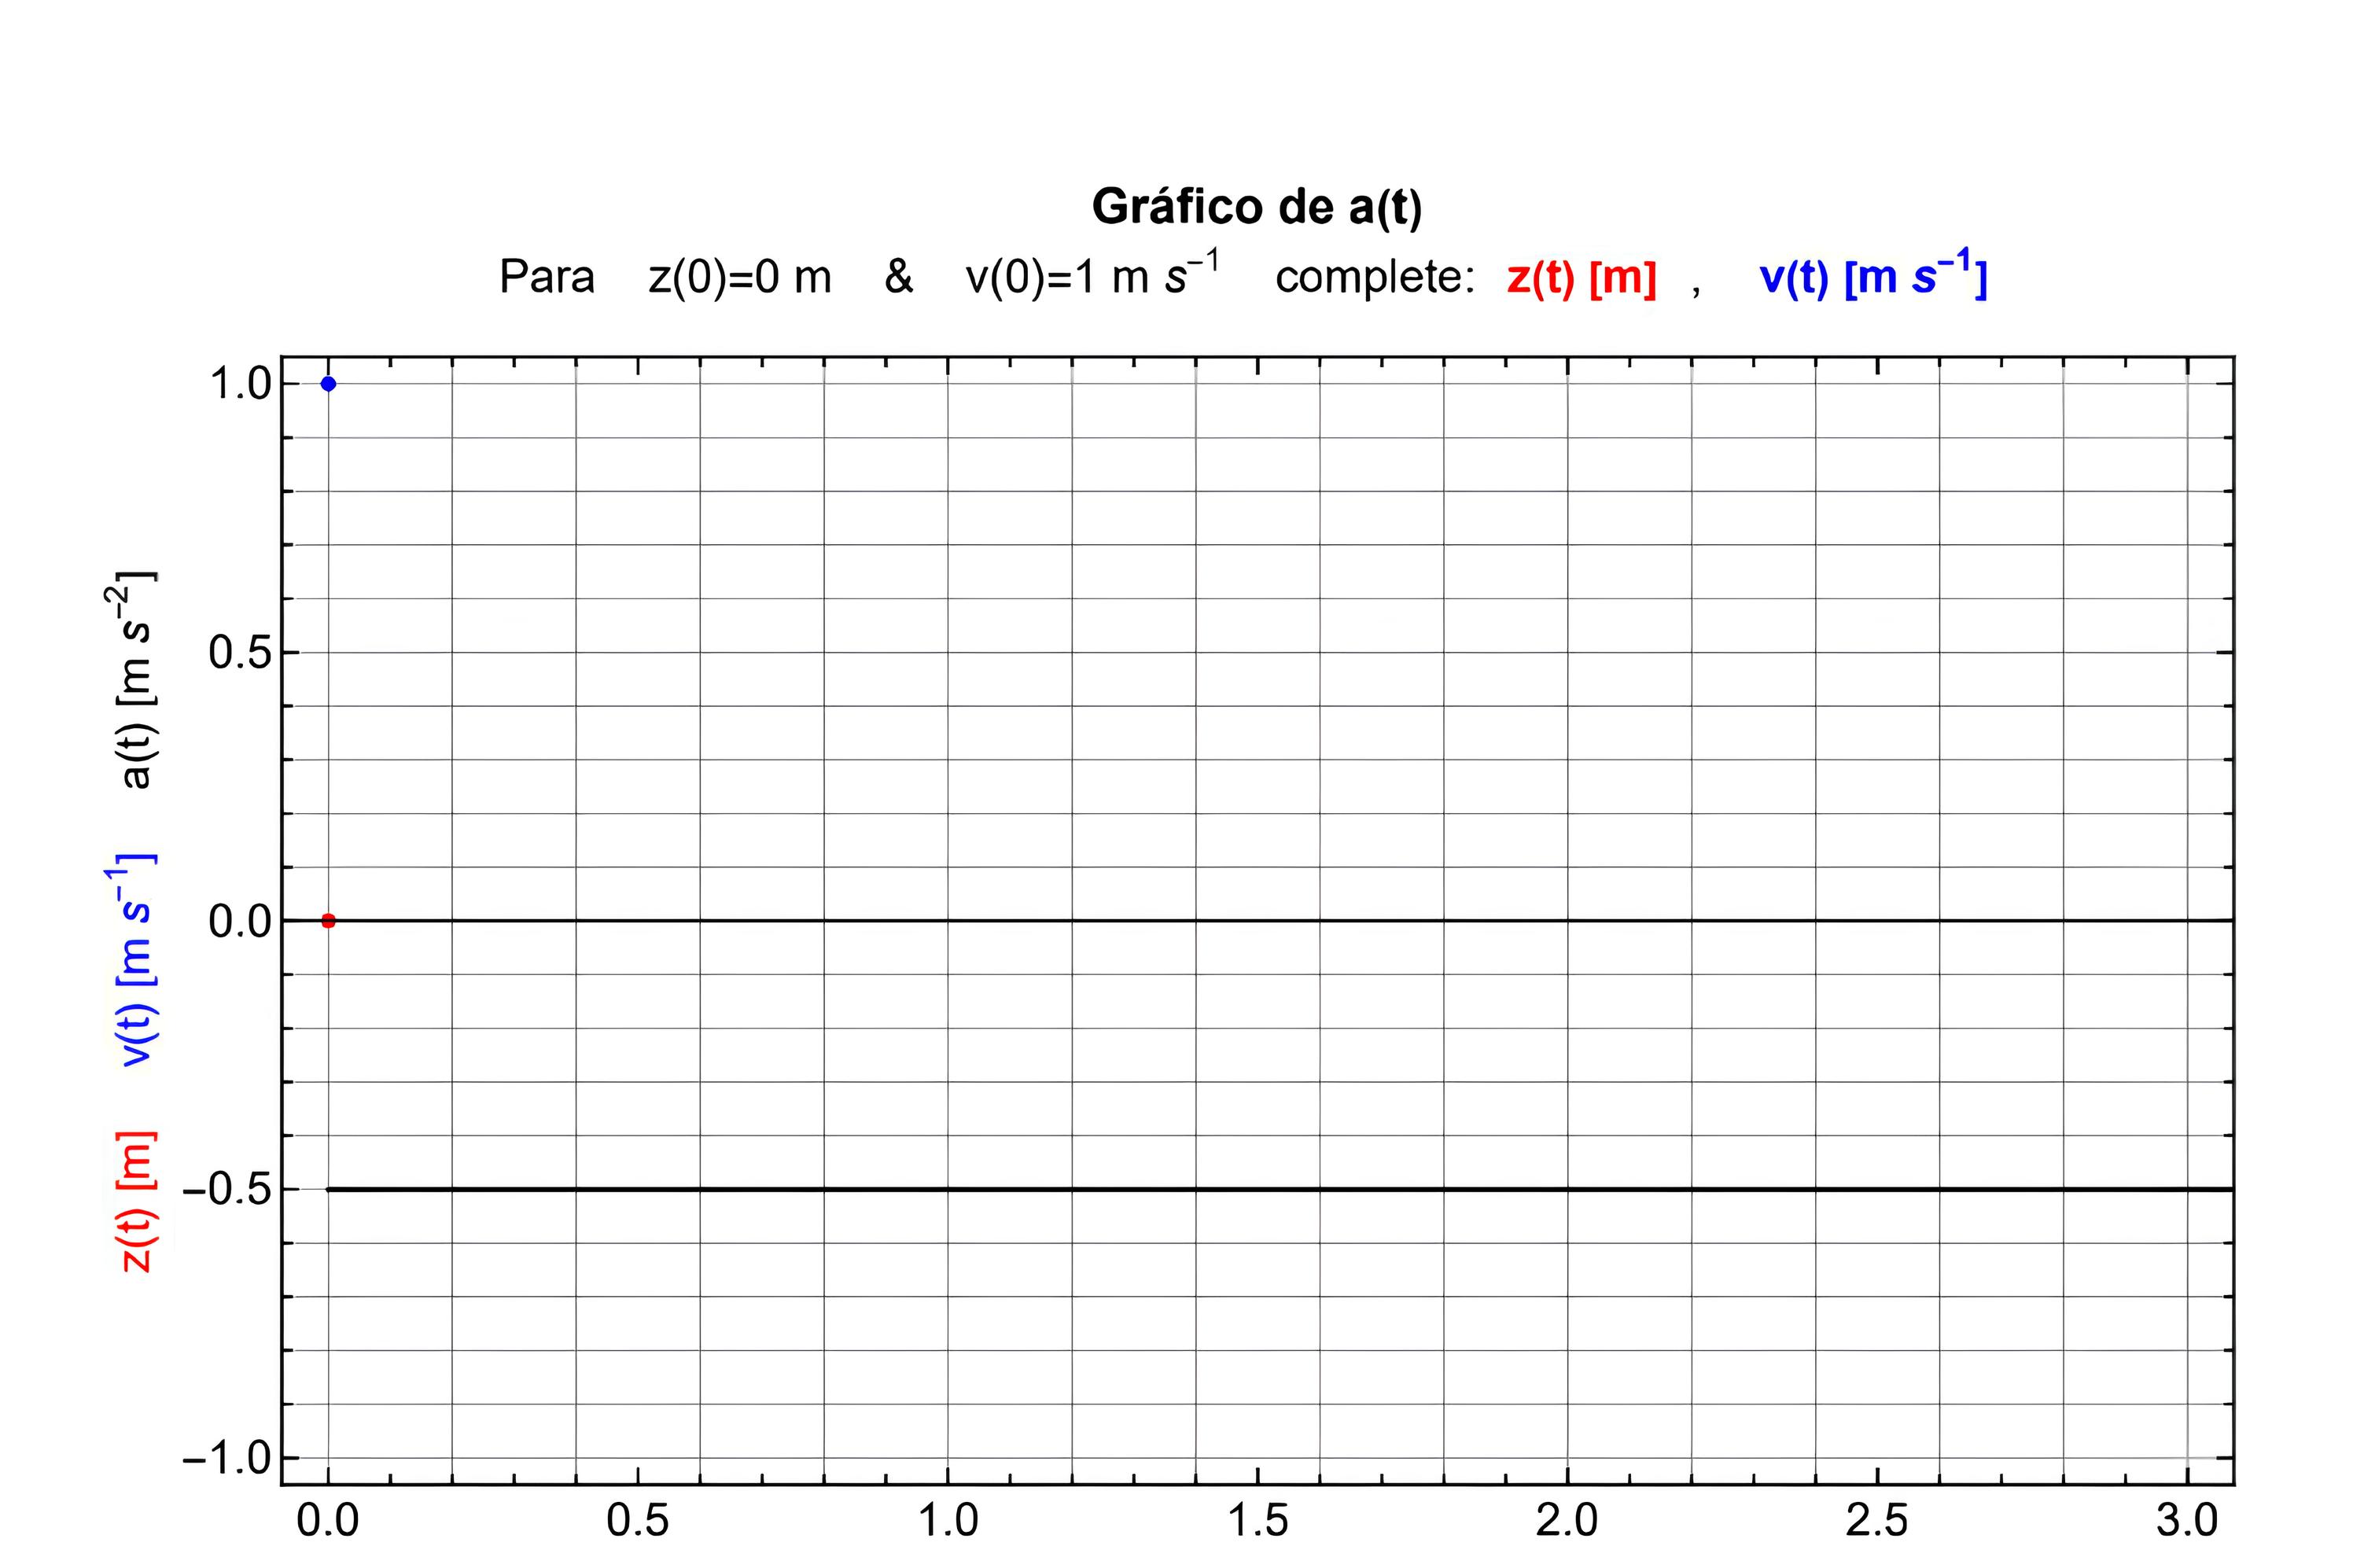 Gráfico de a(t)
Para z(0)=0 m & v(0)=1 m s⁻¹ complete: z(t) [m] , v(t) [m s⁻¹]
z(t) [m] v(t) [m s⁻¹] a(t) [m s⁻²]
1.0
0.5
0.0
−0.5
−1.0
0.0 0.5 1.0 1.5 2.0 2.5 3.0